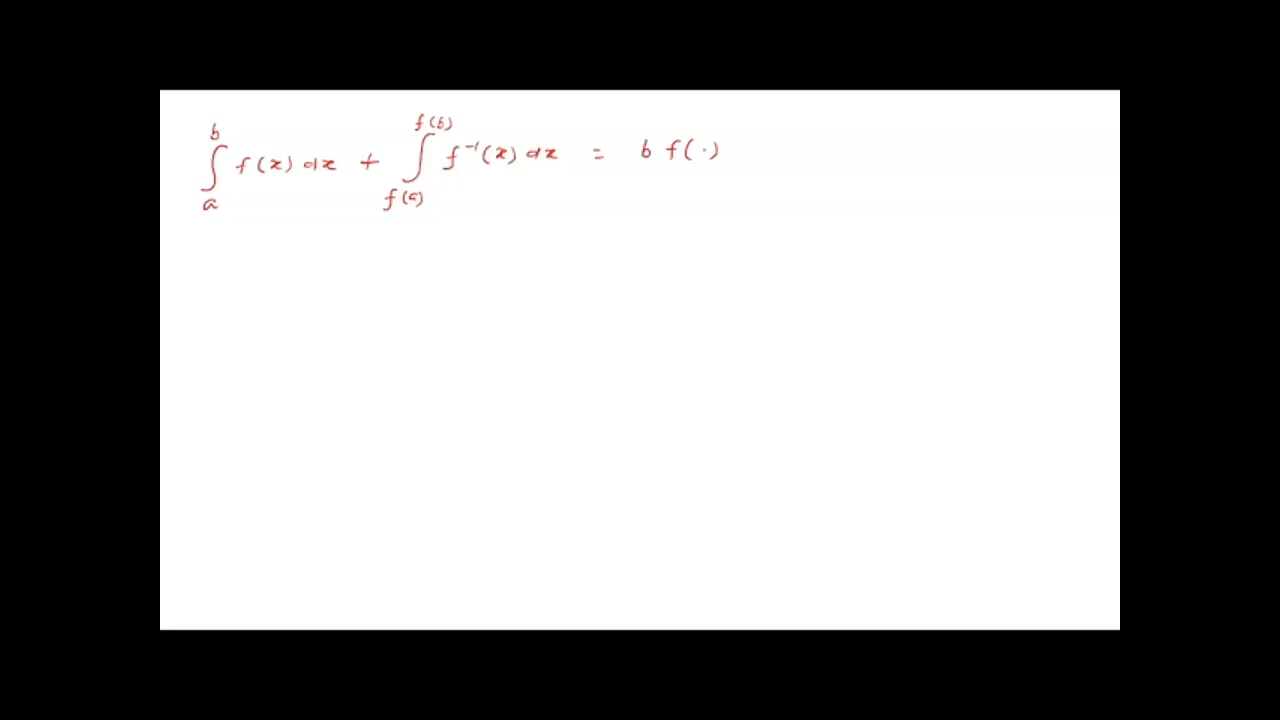 ∫_a^b f(x) dx + ∫_{f(a)}^{f(b)} f⁻¹(x) dx = b f(·)